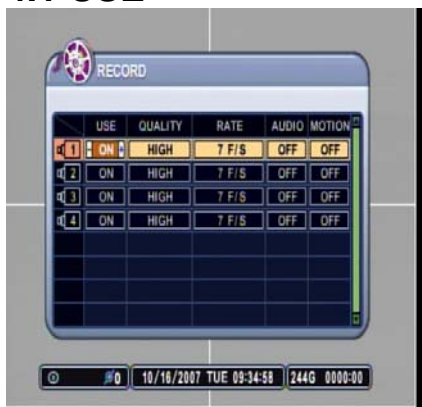 RECORD
USE QUALITY RATE AUDIO MOTION
1 ON HIGH 7 F/S OFF OFF
2 ON HIGH 7 F/S OFF OFF
3 ON HIGH 7 F/S OFF OFF
4 ON HIGH 7 F/S OFF OFF
0 10/16/2007 TUE 09:34:58 244G 0000:00